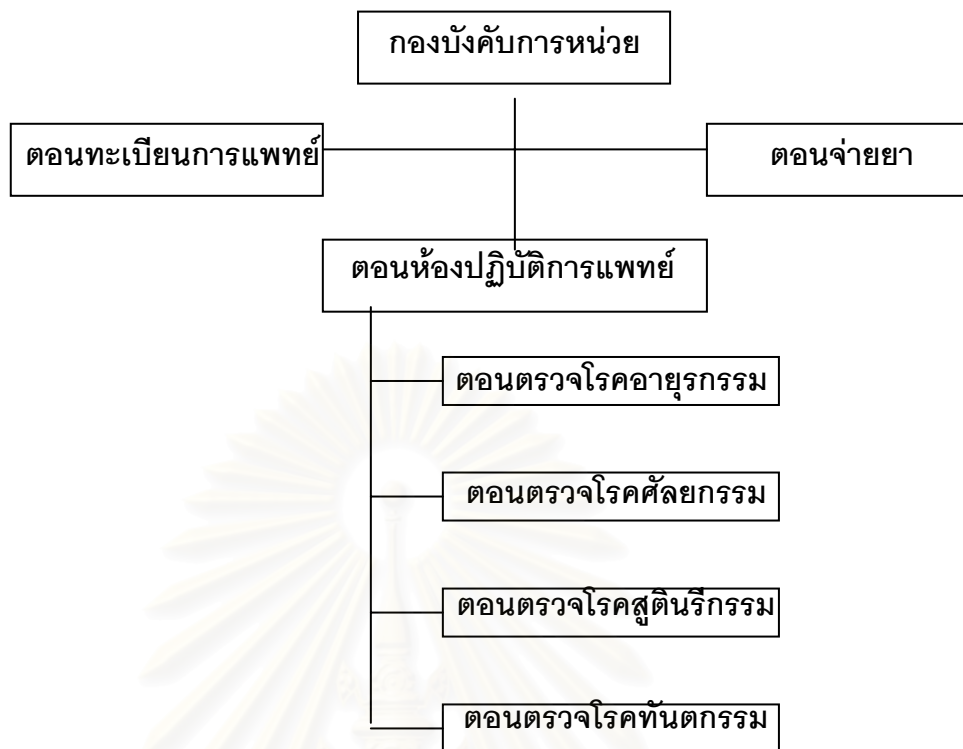 กองบังคับการหน่วย
ตอนทะเบียนการแพทย์
ตอนจ่ายยา
ตอนห้องปฏิบัติการแพทย์
ตอนตรวจโรคอายุรกรรม
ตอนตรวจโรคศัลยกรรม
ตอนตรวจโรคสูตินรีกรรม
ตอนตรวจโรคทันตกรรม